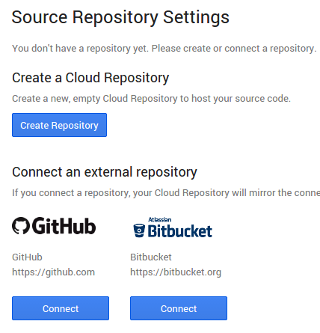 Source Repository Settings
You don't have a repository yet. Please create or connect a repository.
Create a Cloud Repository
Create a new, empty Cloud Repository to host your source code.
Create Repository
Connect an external repository
If you connect a repository, your Cloud Repository will mirror the conne
GitHub
Atlassian
Bitbucket
GitHub
https://github.com
Bitbucket
https://bitbucket.org
Connect
Connect